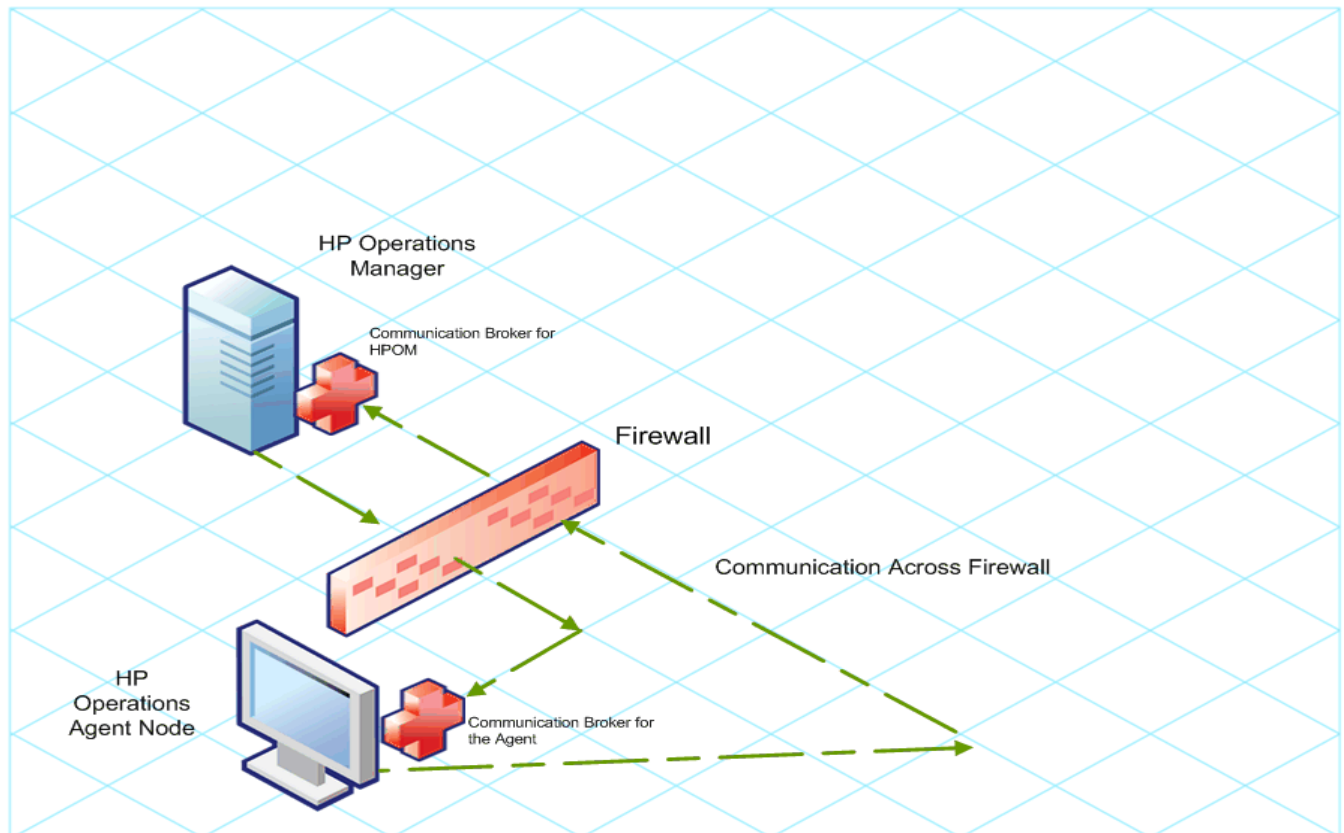 HP Operations
Manager
Communication Broker for
HPOM
Firewall
Communication Across Firewall
HP
Operations
Agent Node
Communication Broker for
the Agent